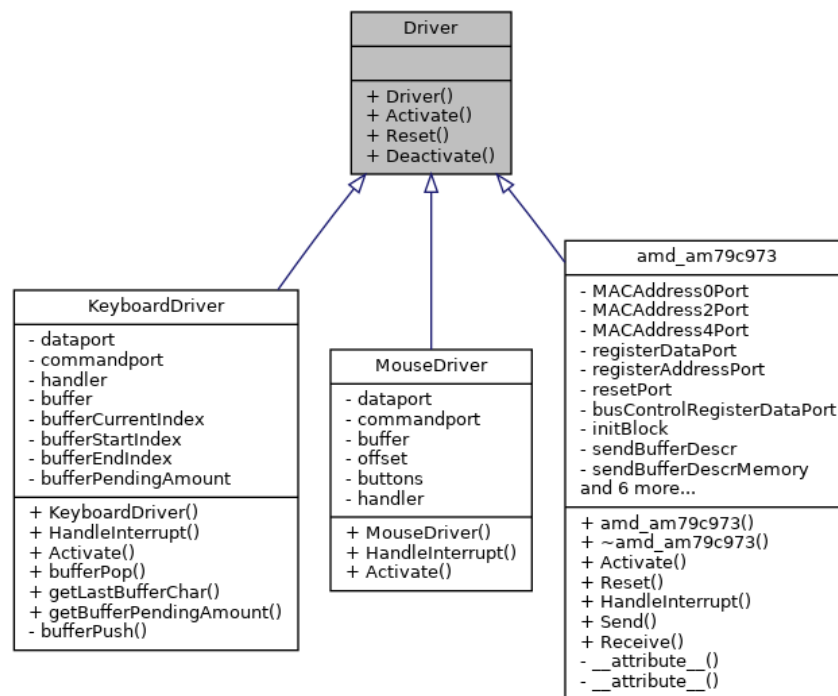 Driver
+ Driver()
+ Activate()
+ Reset()
+ Deactivate()
KeyboardDriver
- dataport
- commandport
- handler
- buffer
- bufferCurrentIndex
- bufferStartIndex
- bufferEndIndex
- bufferPendingAmount
+ KeyboardDriver()
+ HandleInterrupt()
+ Activate()
+ bufferPop()
+ getLastBufferChar()
+ getBufferPendingAmount()
- bufferPush()
MouseDriver
- dataport
- commandport
- buffer
- offset
- buttons
- handler
+ MouseDriver()
+ HandleInterrupt()
+ Activate()
amd_am79c973
- MACAddress0Port
- MACAddress2Port
- MACAddress4Port
- registerDataPort
- registerAddressPort
- resetPort
- busControlRegisterDataPort
- initBlock
- sendBufferDescr
- sendBufferDescrMemory
and 6 more...
+ amd_am79c973()
+ ~amd_am79c973()
+ Activate()
+ Reset()
+ HandleInterrupt()
+ Send()
+ Receive()
- __attribute__()
- __attribute__()